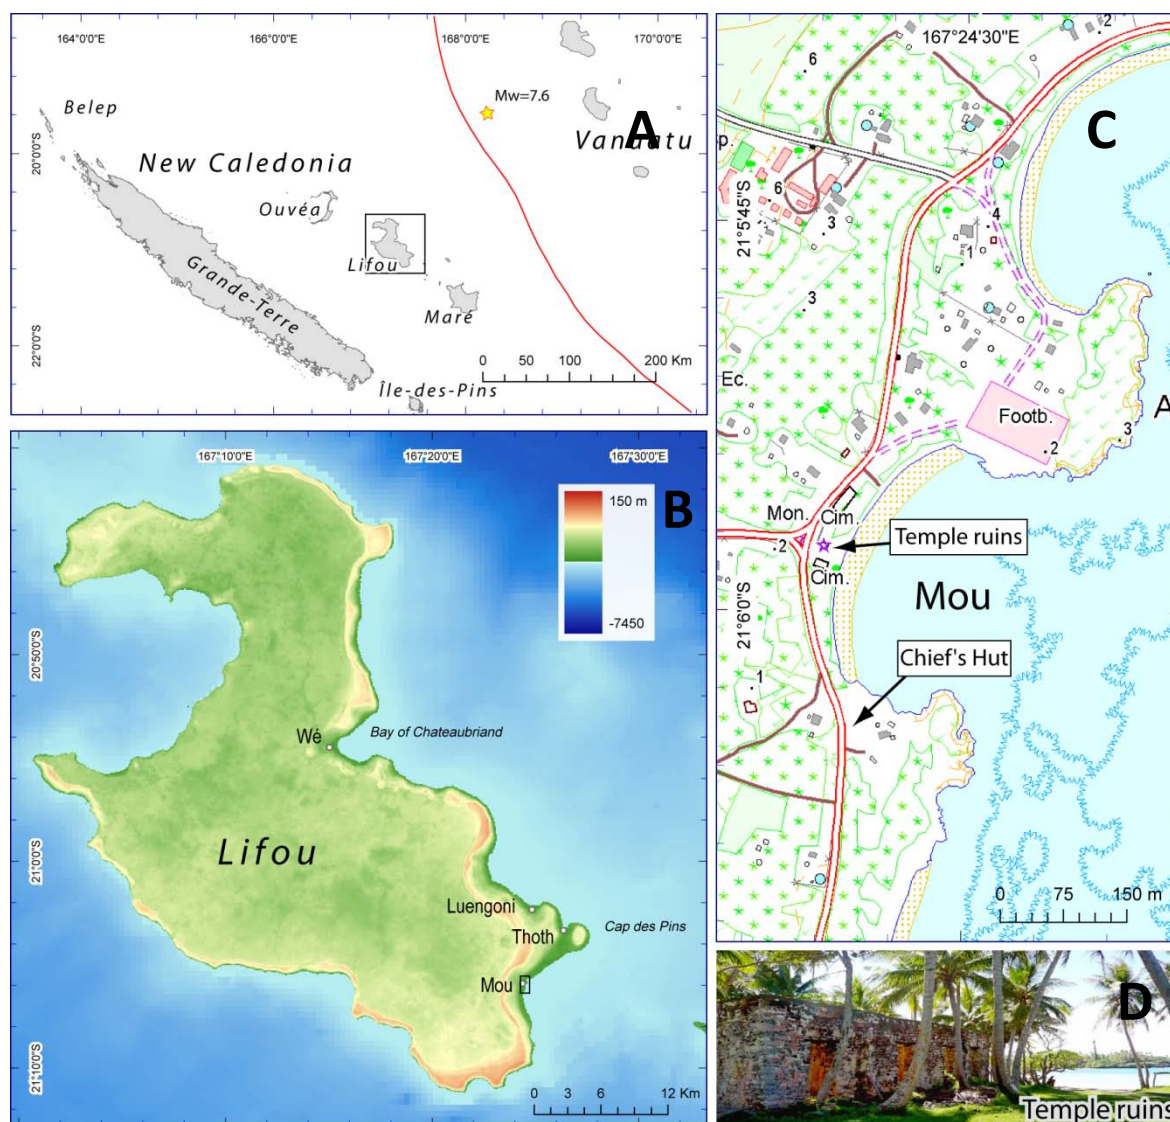 164°0'0"E
166°0'0"E
168°0'0"E
170°0'0"E
Mw=7.6
A
Belep
Vanuatu
20°0'0"S
New Caledonia
Ouvéa
Lifou
Grande-Terre
Maré
22°0'0"S
0 50 100 200 Km
Île-des-Pins
167°10'0"E
167°20'0"E
167°30'0"E
150 m
B
-7450
20°50'0"S
Wé
Bay of Chateaubriand
Lifou
21°0'0"S
Luengoni
Thoth
Cap des Pins
Mou
21°10'0"S
0 3 6 12 Km
167°24'30"E
2
6
C
p.
6
21°5'45"S
3
4
1
3
Ec.
Footb.
A
3
2
Mon.
Cim.
2
Temple ruins
Cim.
Mou
21°6'0"S
Chief's Hut
1
0 75 150 m
D
Temple ruins